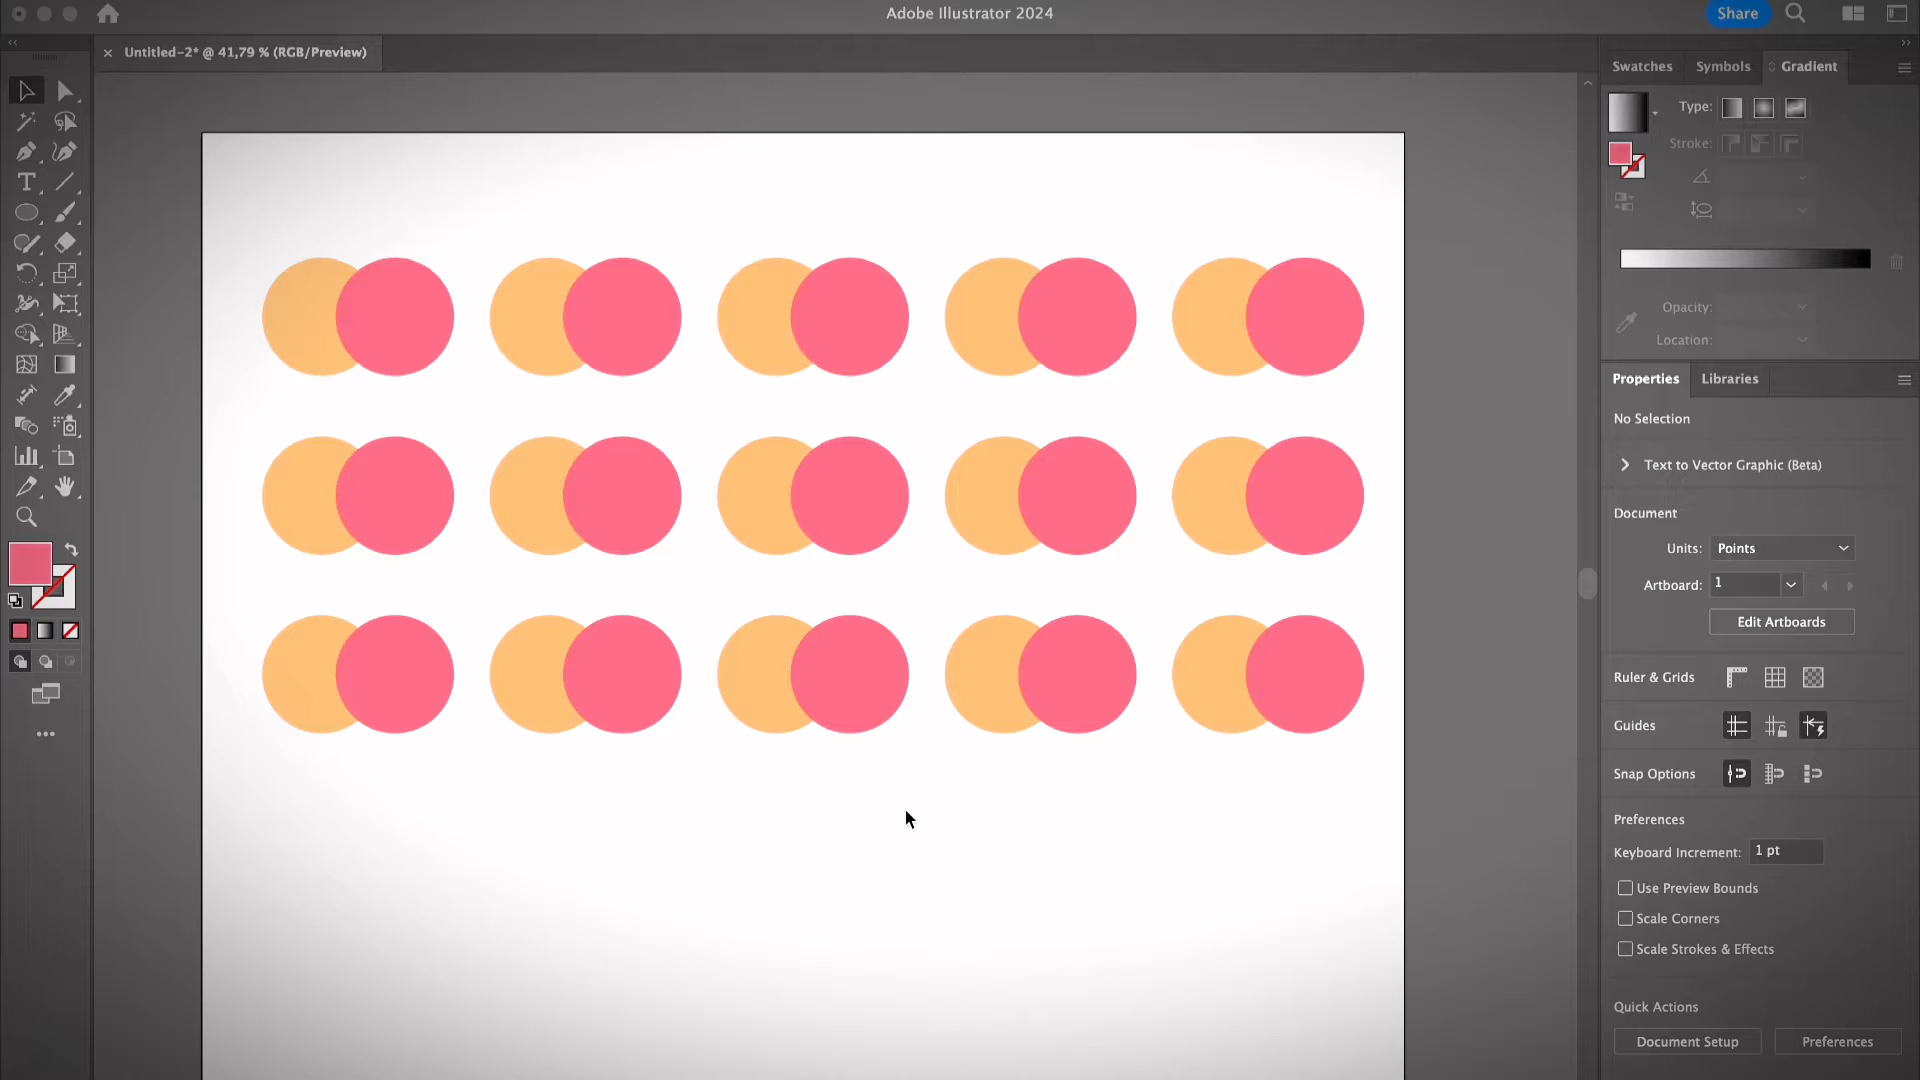 Adobe Illustrator 2024
Share
Untitled-2* @ 41,79 % (RGB/Preview)
Swatches
Symbols
Gradient
Type:
Stroke:
Opacity:
Location:
Properties
Libraries
No Selection
Text to Vector Graphic (Beta)
Document
Units: Points
Artboard: 1
Edit Artboards
Ruler & Grids
Guides
Snap Options
Preferences
Keyboard Increment: 1 pt
Use Preview Bounds
Scale Corners
Scale Strokes & Effects
Quick Actions
Document Setup
Preferences